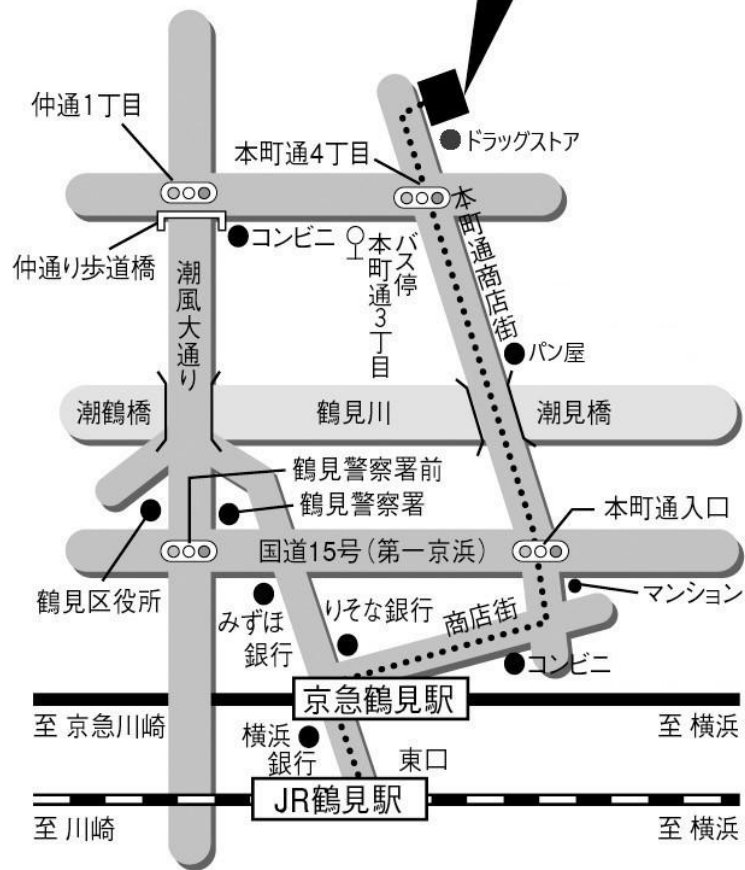 仲通1丁目
本町通4丁目
ドラッグストア
コンビニ
バス停
本町通3丁目
本町通商店街
仲通り歩道橋
潮風大通り
パン屋
潮鶴橋
鶴見川
潮見橋
鶴見警察署前
鶴見警察署
本町通入口
国道15号(第一京浜)
鶴見区役所
みずほ
銀行
りそな銀行
商店街
マンション
コンビニ
京急鶴見駅
至 京急川崎
至 横浜
横浜
銀行
東口
JR鶴見駅
至 川崎
至 横浜